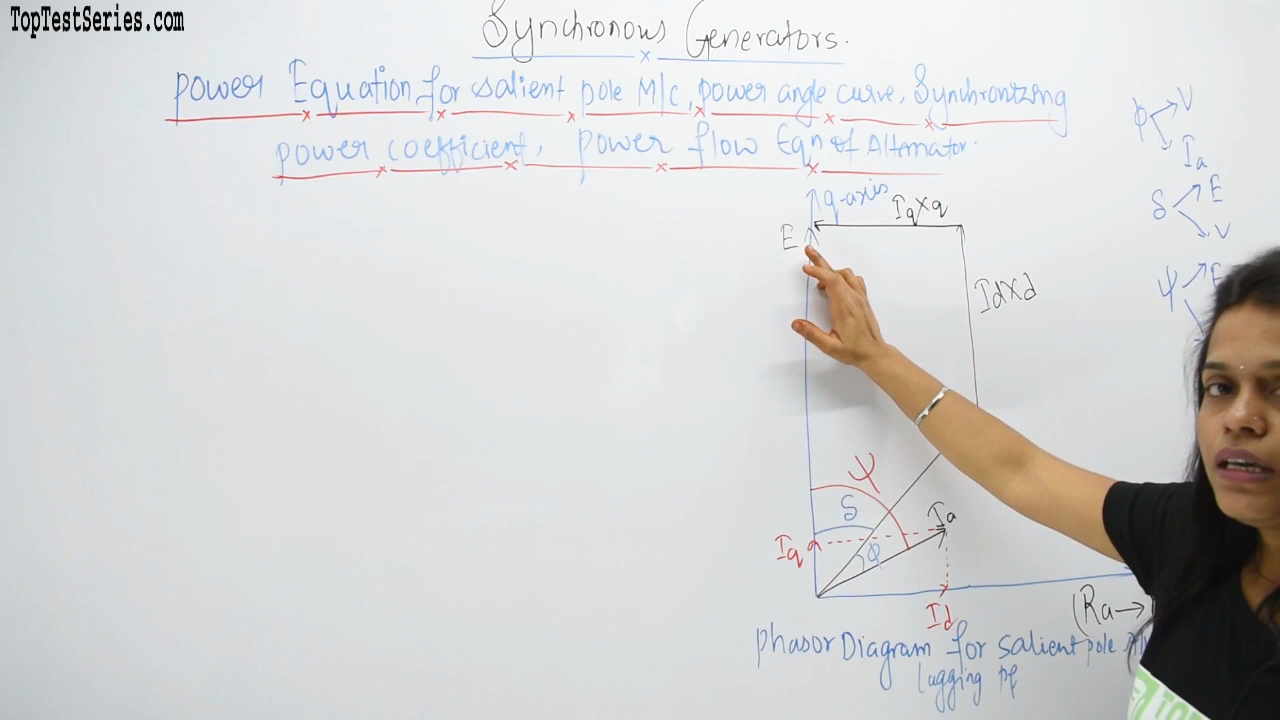 TopTestSeries.com
Synchronous Generators.
power Equation for salient pole M/c, power angle curve, Synchronizing
power coefficient, power flow Eqn of Alternator.
q-axis
IqXq
E
IdXd
ψ
δ
Ia
Iq
φ
Id
(Ra→
phasor Diagram for salient pole
lagging pf
φ V
Ia
δ E
V
ψ E